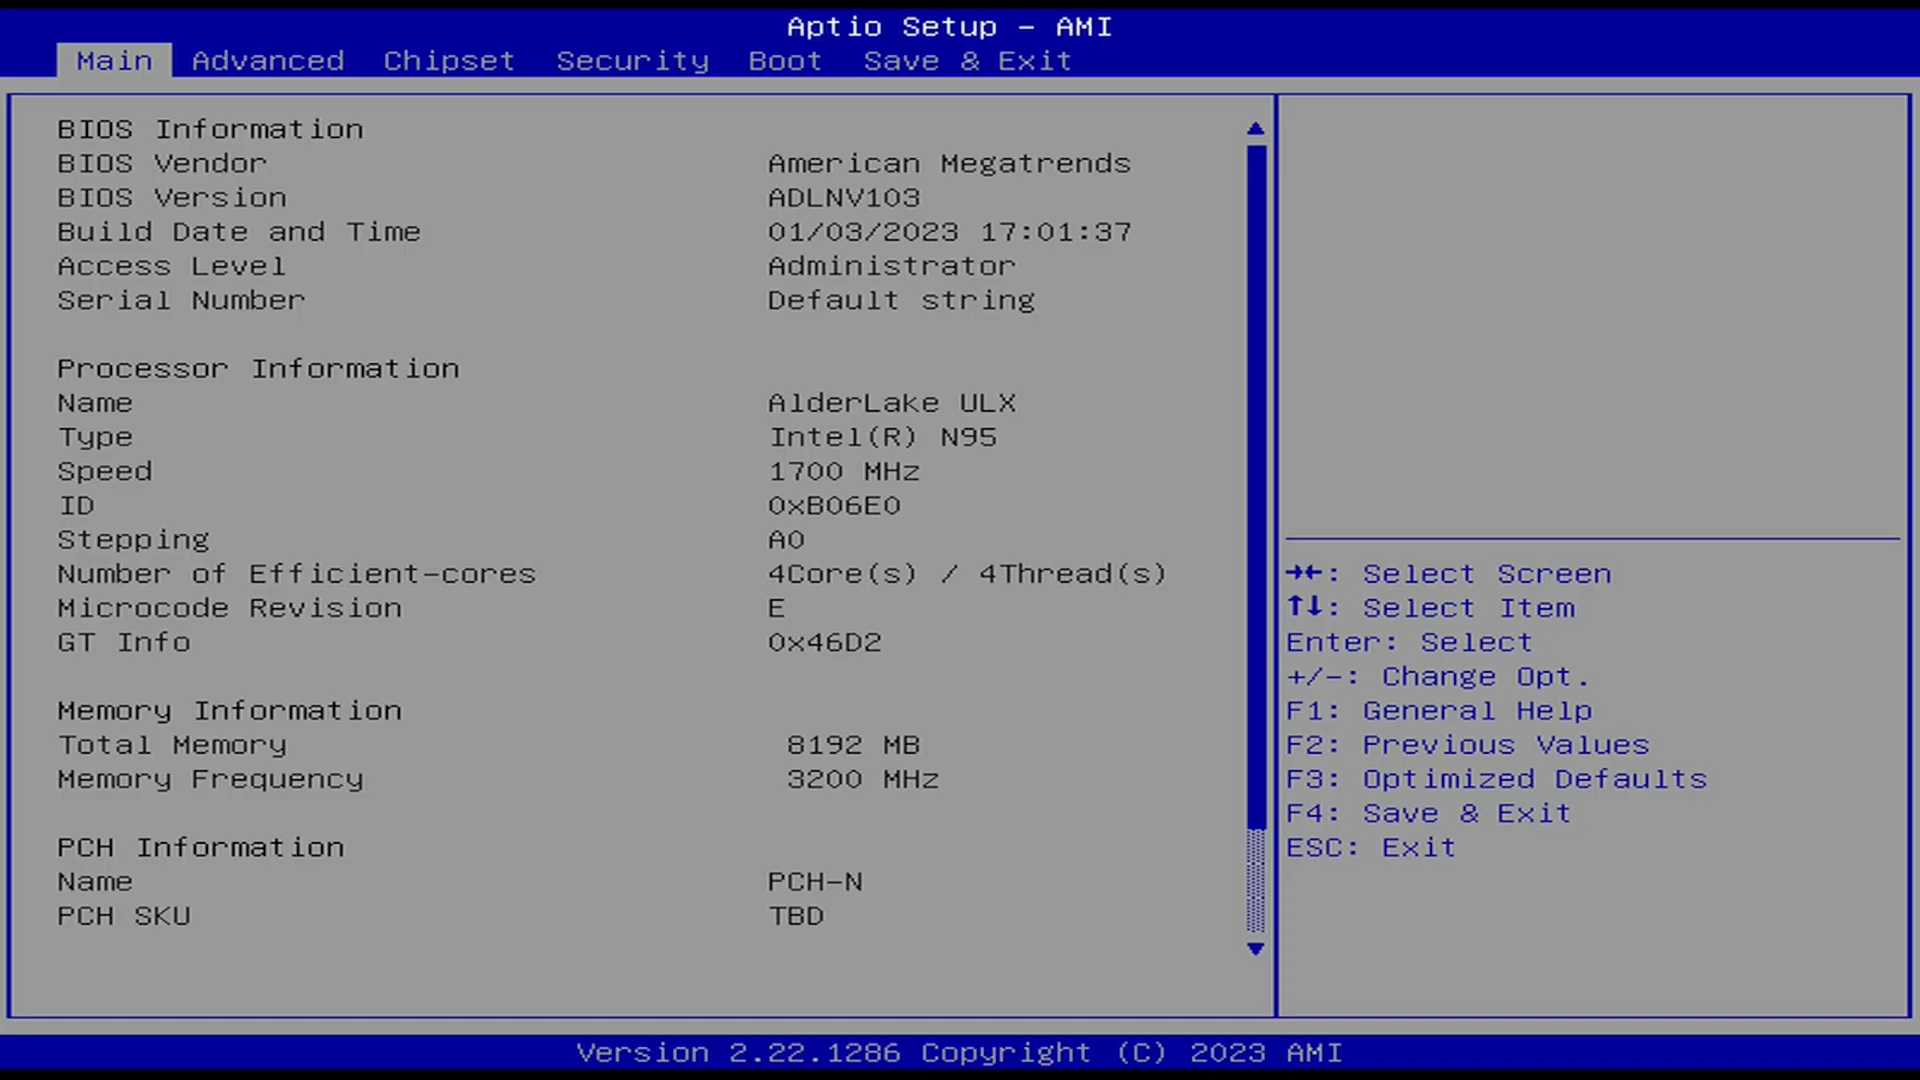 Aptio Setup – AMI
Main Advanced Chipset Security Boot Save & Exit
BIOS Information
BIOS Vendor American Megatrends
BIOS Version ADLNV103
Build Date and Time 01/03/2023 17:01:37
Access Level Administrator
Serial Number Default string
Processor Information
Name AlderLake ULX
Type Intel(R) N95
Speed 1700 MHz
ID 0xB06E0
Stepping A0
Number of Efficient-cores 4Core(s) / 4Thread(s)
Microcode Revision E
GT Info 0x46D2
Memory Information
Total Memory 8192 MB
Memory Frequency 3200 MHz
PCH Information
Name PCH-N
PCH SKU TBD
→←: Select Screen
↑↓: Select Item
Enter: Select
+/-: Change Opt.
F1: General Help
F2: Previous Values
F3: Optimized Defaults
F4: Save & Exit
ESC: Exit
Version 2.22.1286 Copyright (C) 2023 AMI